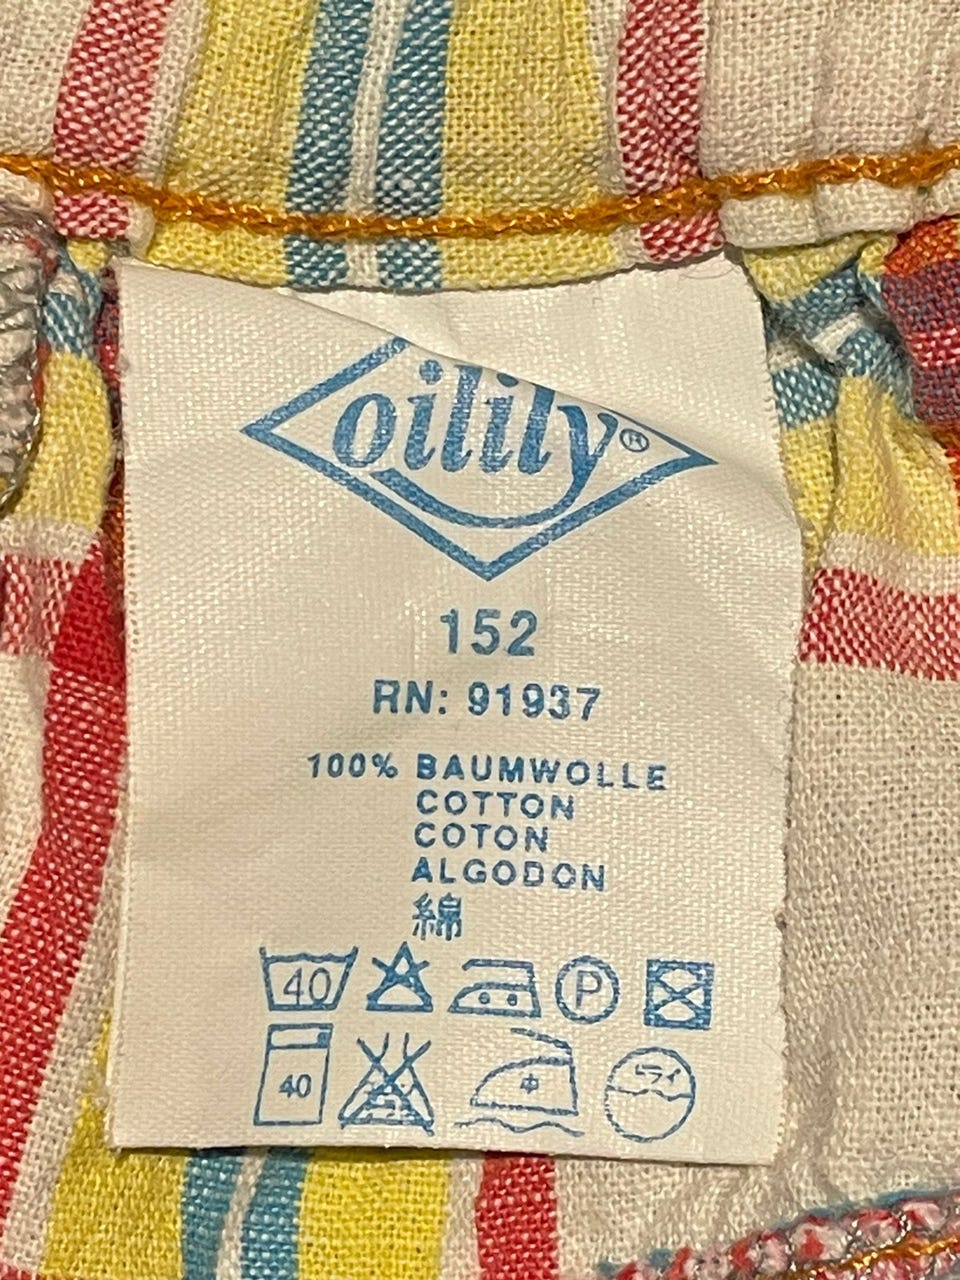 oilily®
152
RN: 91937
100% BAUMWOLLE
COTTON
COTON
ALGODON
綿
40 P
40 中 ドライ